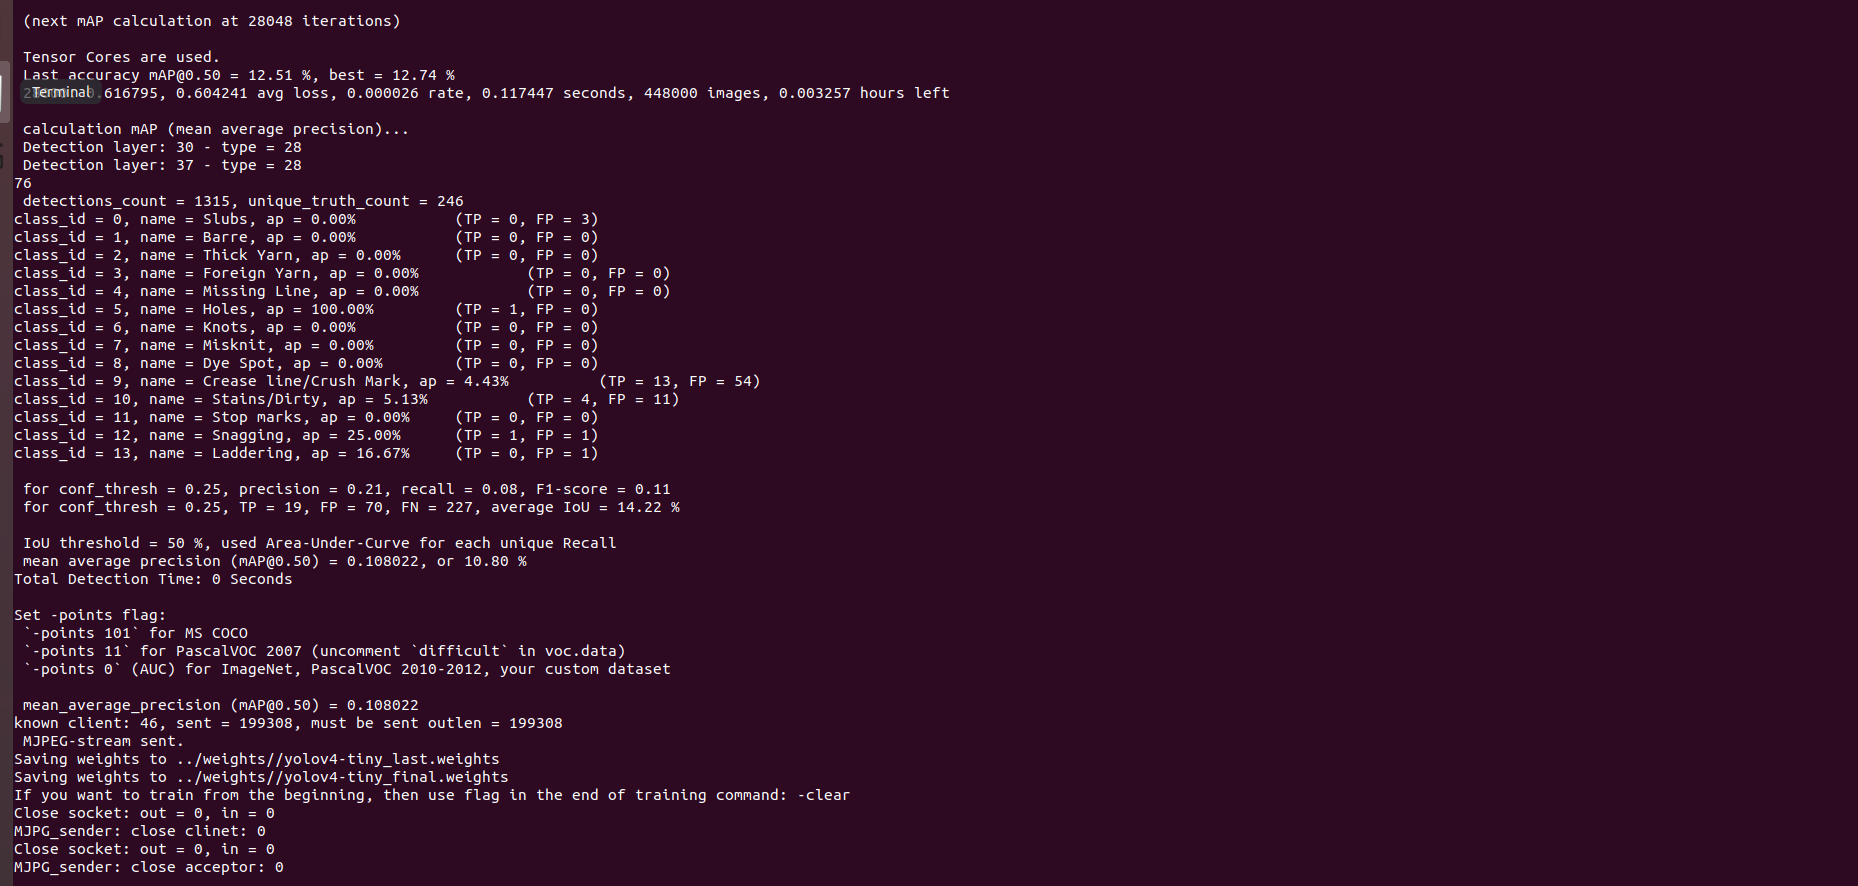 (next mAP calculation at 28048 iterations)
Tensor Cores are used.
Last accuracy mAP@0.50 = 12.51 %, best = 12.74 %
Terminal
616795, 0.604241 avg loss, 0.000026 rate, 0.117447 seconds, 448000 images, 0.003257 hours left
calculation mAP (mean average precision)...
Detection layer: 30 - type = 28
Detection layer: 37 - type = 28
76
detections_count = 1315, unique_truth_count = 246
class_id = 0, name = Slubs, ap = 0.00% (TP = 0, FP = 3)
class_id = 1, name = Barre, ap = 0.00% (TP = 0, FP = 0)
class_id = 2, name = Thick Yarn, ap = 0.00% (TP = 0, FP = 0)
class_id = 3, name = Foreign Yarn, ap = 0.00% (TP = 0, FP = 0)
class_id = 4, name = Missing Line, ap = 0.00% (TP = 0, FP = 0)
class_id = 5, name = Holes, ap = 100.00% (TP = 1, FP = 0)
class_id = 6, name = Knots, ap = 0.00% (TP = 0, FP = 0)
class_id = 7, name = Misknit, ap = 0.00% (TP = 0, FP = 0)
class_id = 8, name = Dye Spot, ap = 0.00% (TP = 0, FP = 0)
class_id = 9, name = Crease line/Crush Mark, ap = 4.43% (TP = 13, FP = 54)
class_id = 10, name = Stains/Dirty, ap = 5.13% (TP = 4, FP = 11)
class_id = 11, name = Stop marks, ap = 0.00% (TP = 0, FP = 0)
class_id = 12, name = Snagging, ap = 25.00% (TP = 1, FP = 1)
class_id = 13, name = Laddering, ap = 16.67% (TP = 0, FP = 1)
for conf_thresh = 0.25, precision = 0.21, recall = 0.08, F1-score = 0.11
for conf_thresh = 0.25, TP = 19, FP = 70, FN = 227, average IoU = 14.22 %
IoU threshold = 50 %, used Area-Under-Curve for each unique Recall
mean average precision (mAP@0.50) = 0.108022, or 10.80 %
Total Detection Time: 0 Seconds
Set -points flag:
`-points 101` for MS COCO
`-points 11` for PascalVOC 2007 (uncomment `difficult` in voc.data)
`-points 0` (AUC) for ImageNet, PascalVOC 2010-2012, your custom dataset
mean_average_precision (mAP@0.50) = 0.108022
known client: 46, sent = 199308, must be sent outlen = 199308
MJPEG-stream sent.
Saving weights to ../weights//yolov4-tiny_last.weights
Saving weights to ../weights//yolov4-tiny_final.weights
If you want to train from the beginning, then use flag in the end of training command: -clear
Close socket: out = 0, in = 0
MJPG_sender: close clinet: 0
Close socket: out = 0, in = 0
MJPG_sender: close acceptor: 0